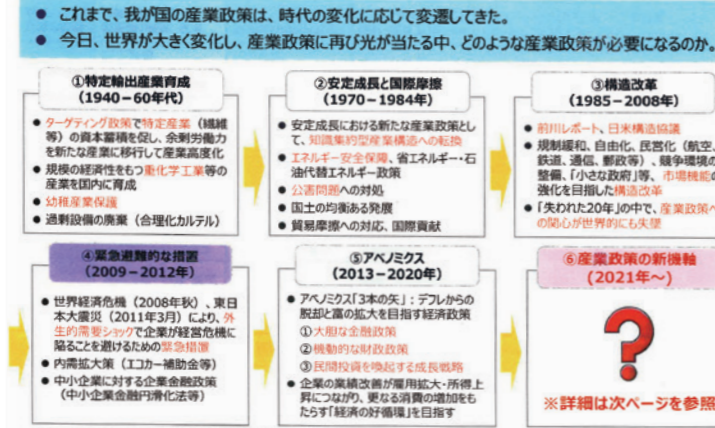 ● これまで、我が国の産業政策は、時代の変化に応じて変遷してきた。
● 今日、世界が大きく変化し、産業政策に再び光が当たる中、どのような産業政策が必要になるのか。
①特定輸出産業育成
（1940－60年代）
● ターゲティング政策で特定産業（繊維
等）の資本蓄積を促し、余剰労働力
を新たな産業に移行して産業高度化
● 規模の経済性をもつ重化学工業等の
産業を国内に育成
● 幼稚産業保護
● 過剰設備の廃棄（合理化カルテル）
②安定成長と国際摩擦
（1970－1984年）
● 安定成長における新たな産業政策とし
て、知識集約型産業構造への転換
● エネルギー安全保障、省エネルギー・石
油代替エネルギー政策
● 公害問題への対処
● 国土の均衡ある発展
● 貿易摩擦への対応、国際貢献
③構造改革
（1985－2008年）
● 前川レポート、日米構造協議
● 規制緩和、自由化、民営化（航空、
鉄道、通信、郵政等）、競争環境の
整備、「小さな政府」等、市場機能の
強化を目指した構造改革
● 「失われた20年」の中で、産業政策へ
の関心が世界的にも失墜
④緊急避難的な措置
（2009－2012年）
● 世界経済危機（2008年秋）、東日
本大震災（2011年3月）により、外
生的需要ショックで企業が経営危機に
陥ることを避けるための緊急措置
● 内需拡大策（エコカー補助金等）
● 中小企業に対する企業金融政策
（中小企業金融円滑化法等）
⑤アベノミクス
（2013－2020年）
● アベノミクス「3本の矢」：デフレからの
脱却と富の拡大を目指す経済政策
①大胆な金融政策
②機動的な財政政策
③民間投資を喚起する成長戦略
● 企業の業績改善が雇用拡大・所得上
昇につながり、更なる消費の増加をも
たらす「経済の好循環」を目指す
⑥産業政策の新機軸
（2021年～）
？
※詳細は次ページを参照